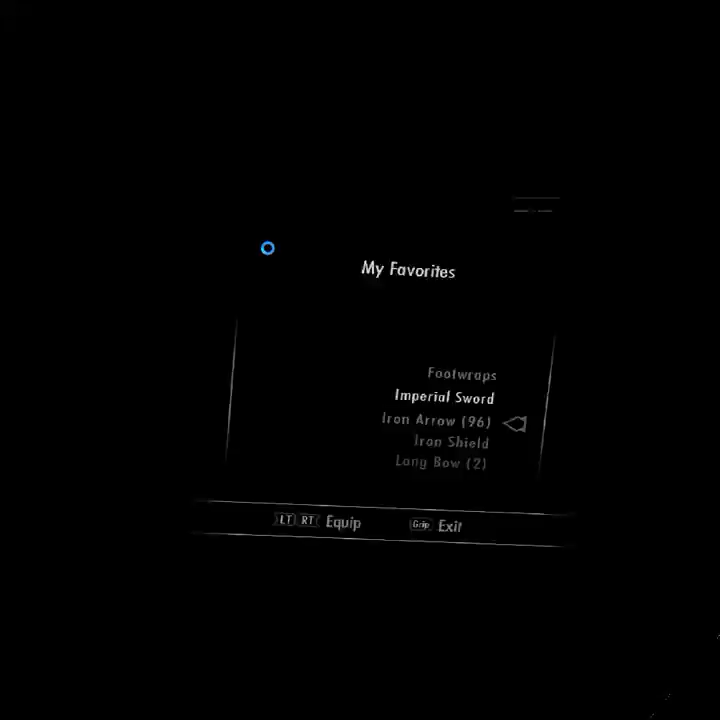 My Favorites
Footwraps
Imperial Sword
Iron Arrow (96)
Iron Shield
Long Bow (2)
LT RT Equip Grip Exit